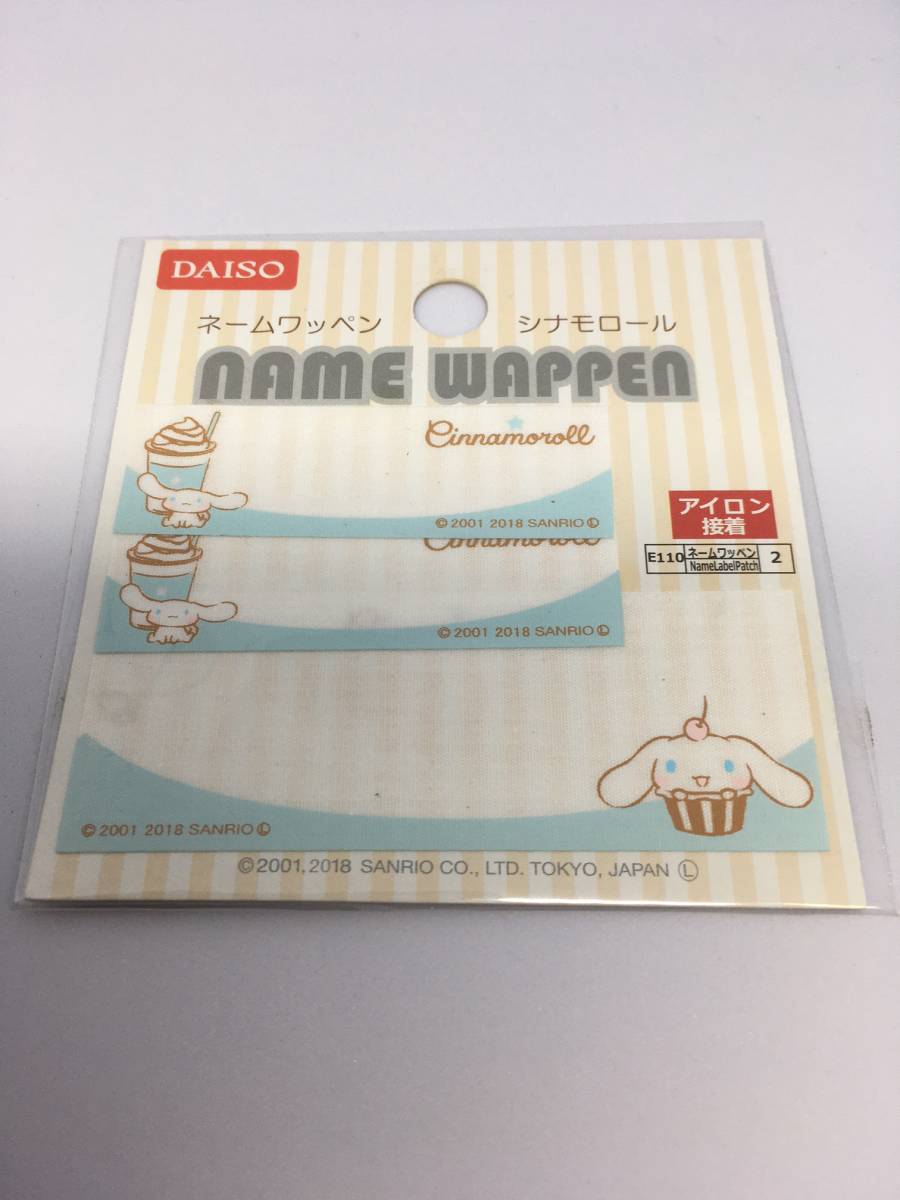 DAISO
ネームワッペン シナモロール
NAME WAPPEN
Cinnamoroll
©2001 2018 SANRIO Ⓛ
アイロン
接着
E110 ネームワッペン NameLabelPatch 2
Cinnamoroll
©2001 2018 SANRIO Ⓛ
©2001 2018 SANRIO Ⓛ
©2001, 2018 SANRIO CO., LTD. TOKYO, JAPAN Ⓛ